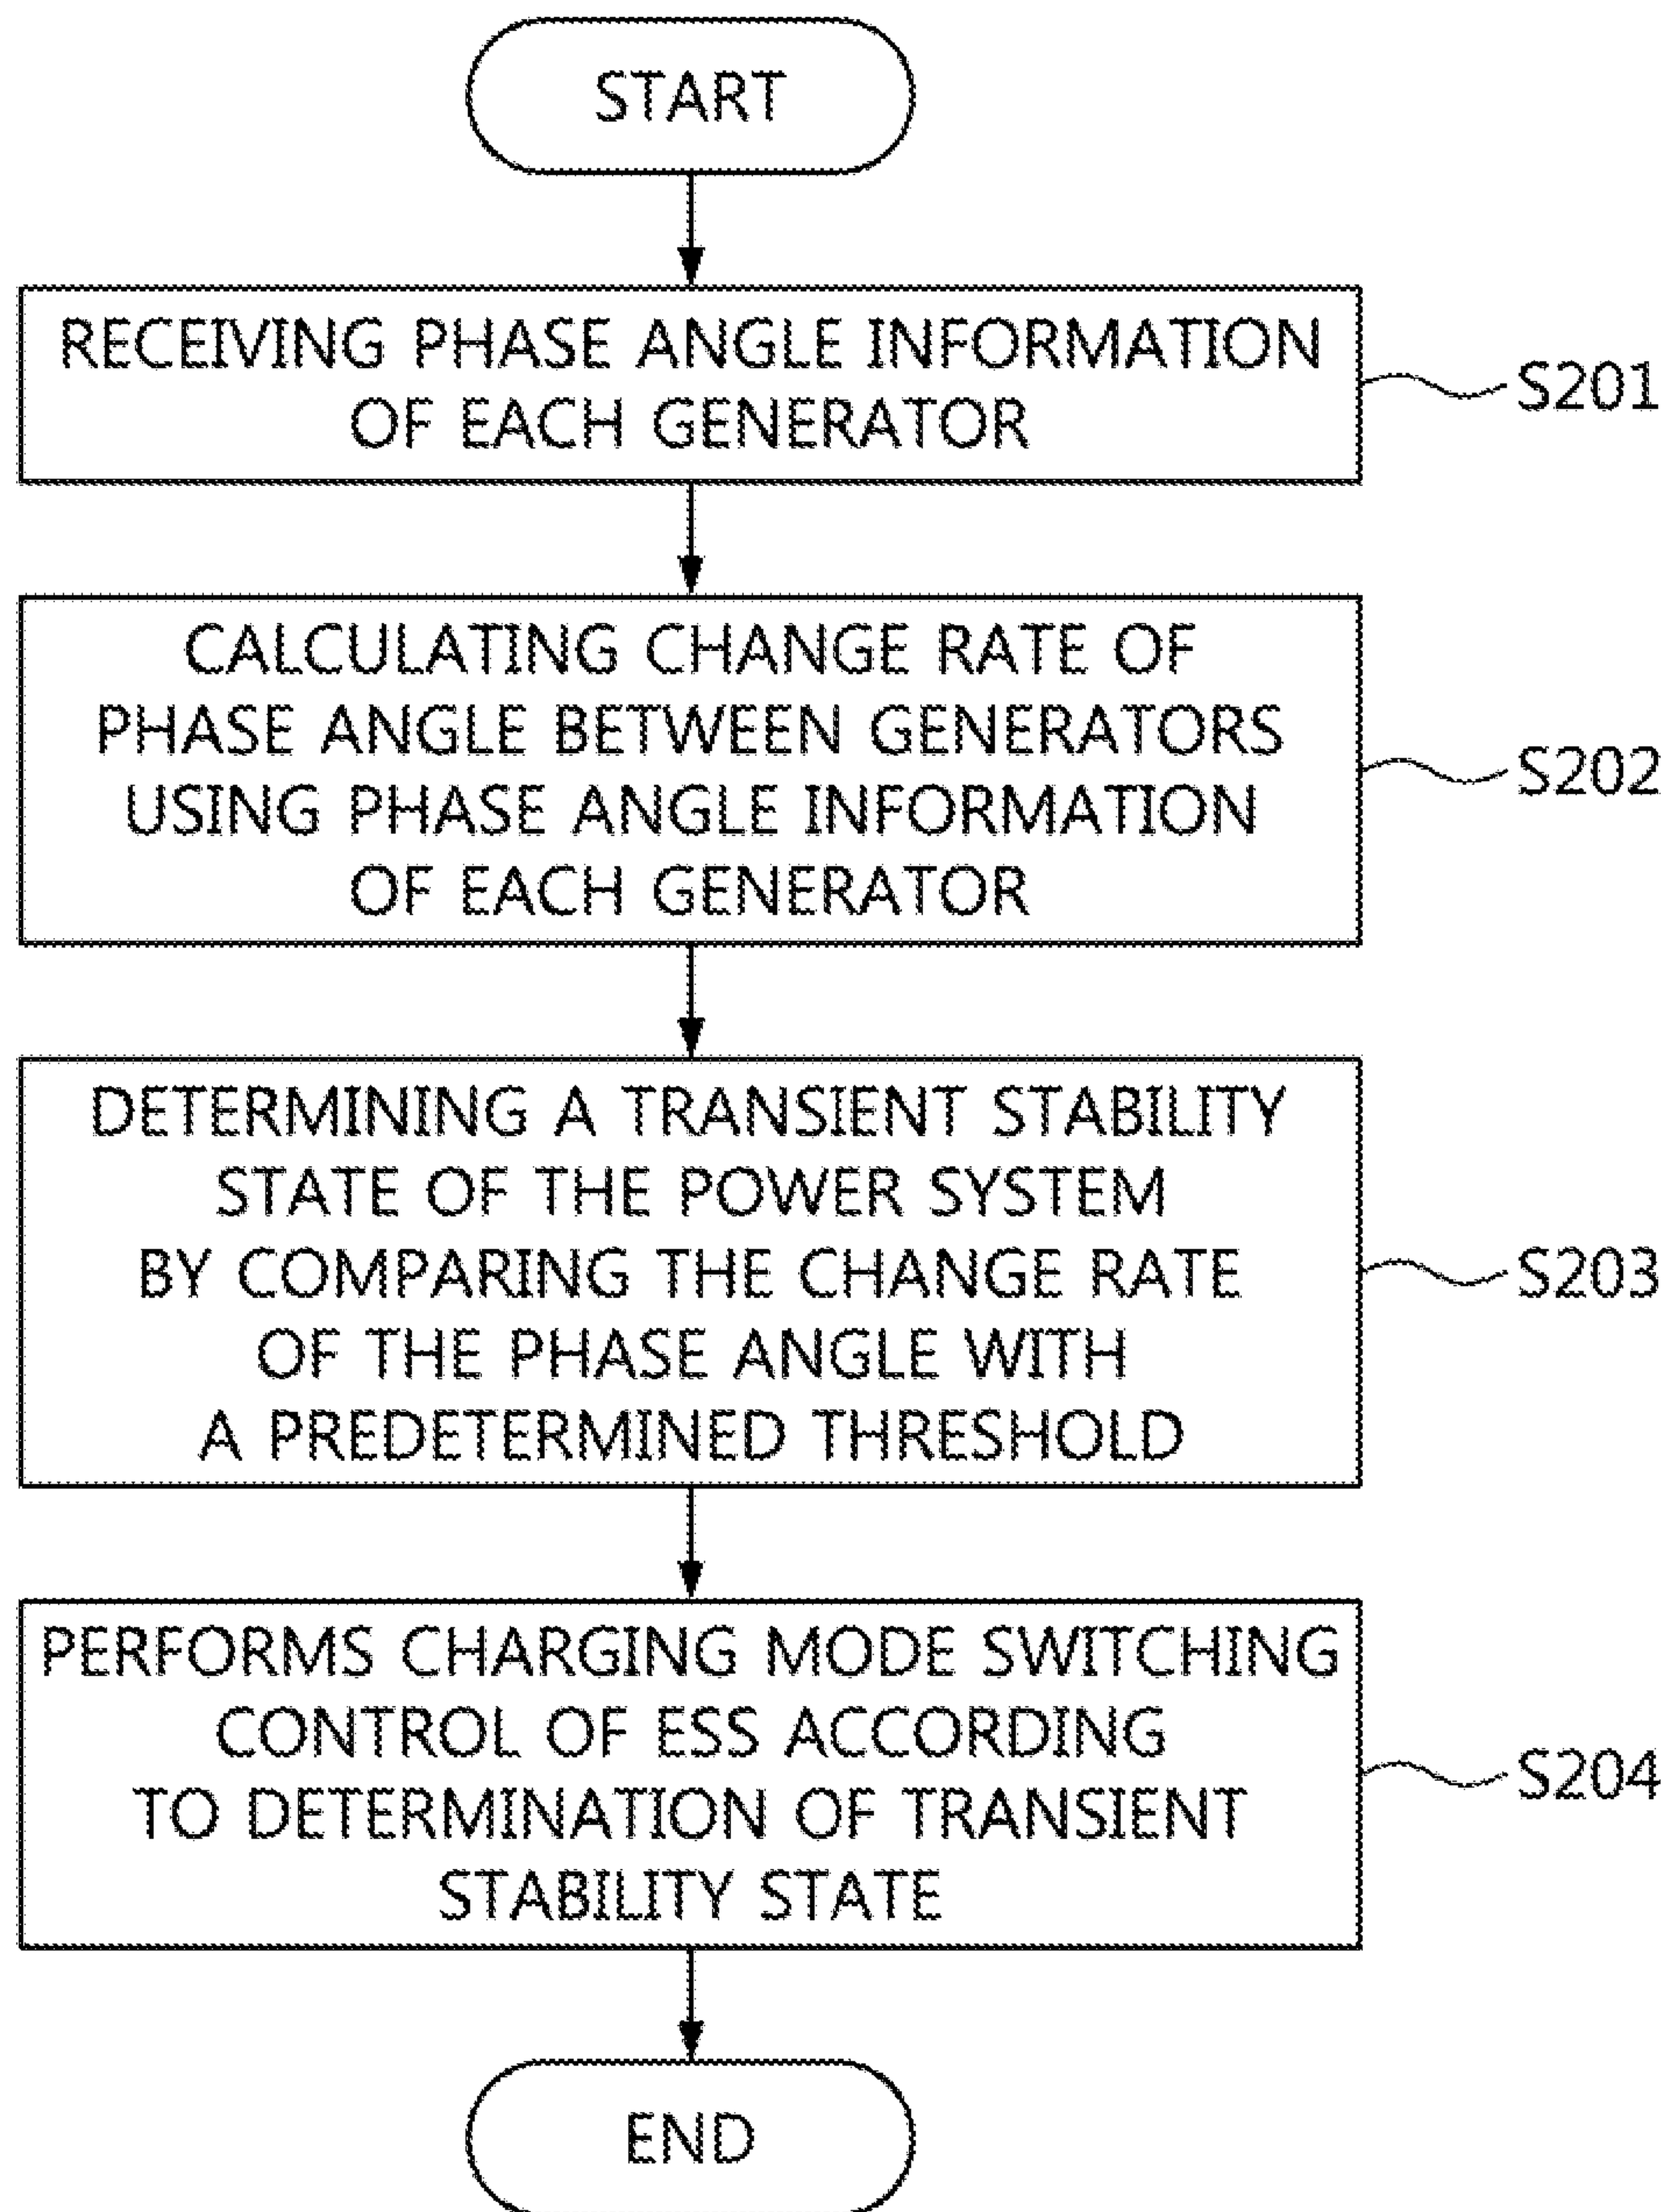 START
RECEIVING PHASE ANGLE INFORMATION
OF EACH GENERATOR
S201
CALCULATING CHANGE RATE OF
PHASE ANGLE BETWEEN GENERATORS
USING PHASE ANGLE INFORMATION
OF EACH GENERATOR
S202
DETERMINING A TRANSIENT STABILITY
STATE OF THE POWER SYSTEM
BY COMPARING THE CHANGE RATE
OF THE PHASE ANGLE WITH
A PREDETERMINED THRESHOLD
S203
PERFORMS CHARGING MODE SWITCHING
CONTROL OF ESS ACCORDING
TO DETERMINATION OF TRANSIENT
STABILITY STATE
S204
END